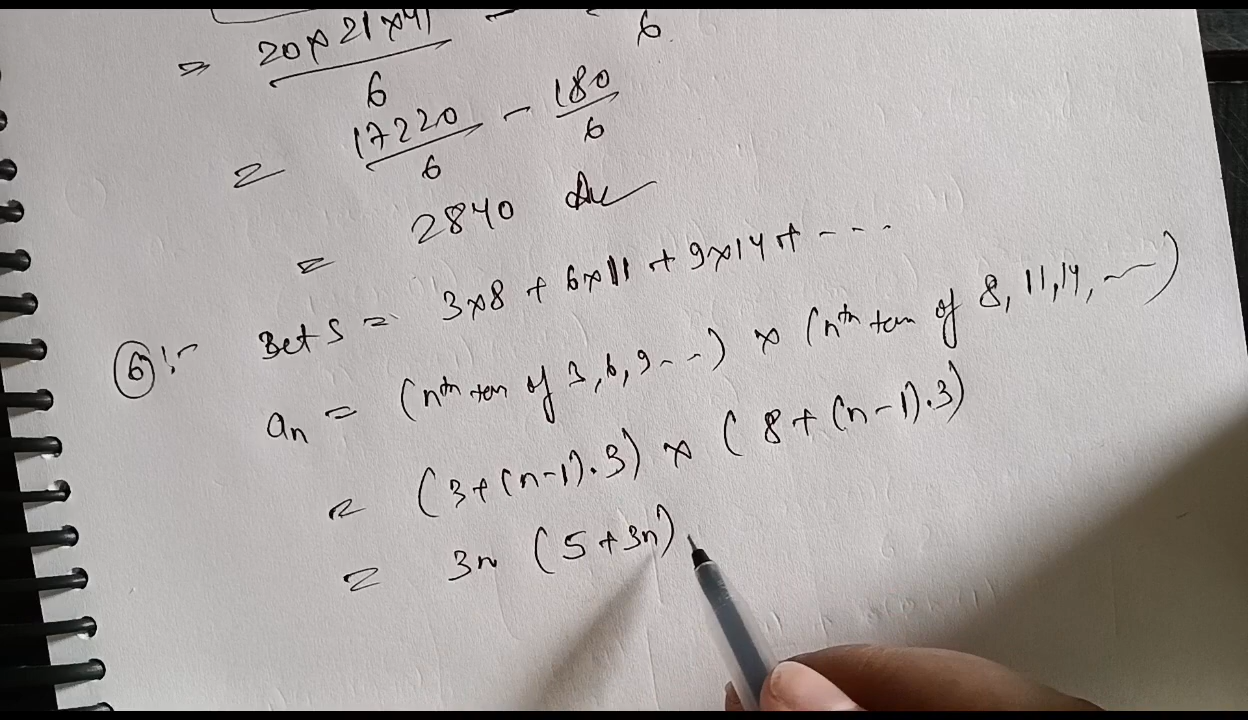 = 20×21×41/6 -
6
= 17220/6 - 180/6
= 2840 Au
6:- Let S = 3×8 + 6×11 + 9×14 + ---
an = (nth term of 3, 6, 9 ---) × (nth term of 8, 11, 14, ---)
= (3+(n-1).3) × (8+(n-1).3)
= 3n (5+3n)